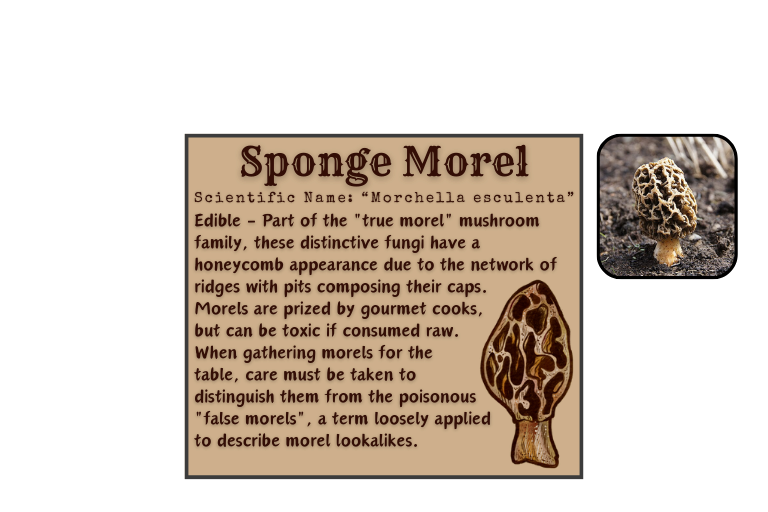 Sponge Morel
Scientific Name: “Morchella esculenta”
Edible - Part of the "true morel" mushroom
family, these distinctive fungi have a
honeycomb appearance due to the network of
ridges with pits composing their caps.
Morels are prized by gourmet cooks,
but can be toxic if consumed raw.
When gathering morels for the
table, care must be taken to
distinguish them from the poisonous
"false morels", a term loosely applied
to describe morel lookalikes.